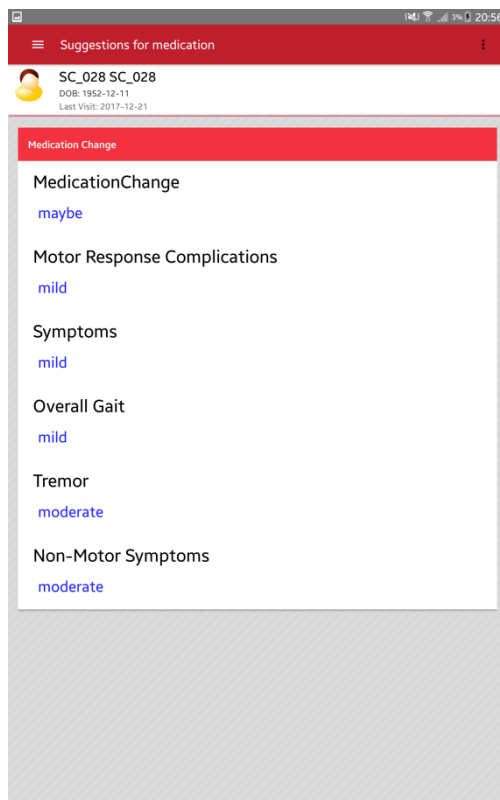 3% 20:56
Suggestions for medication
SC_028 SC_028
DOB: 1952-12-11
Last Visit: 2017-12-21
Medication Change
MedicationChange
maybe
Motor Response Complications
mild
Symptoms
mild
Overall Gait
mild
Tremor
moderate
Non-Motor Symptoms
moderate